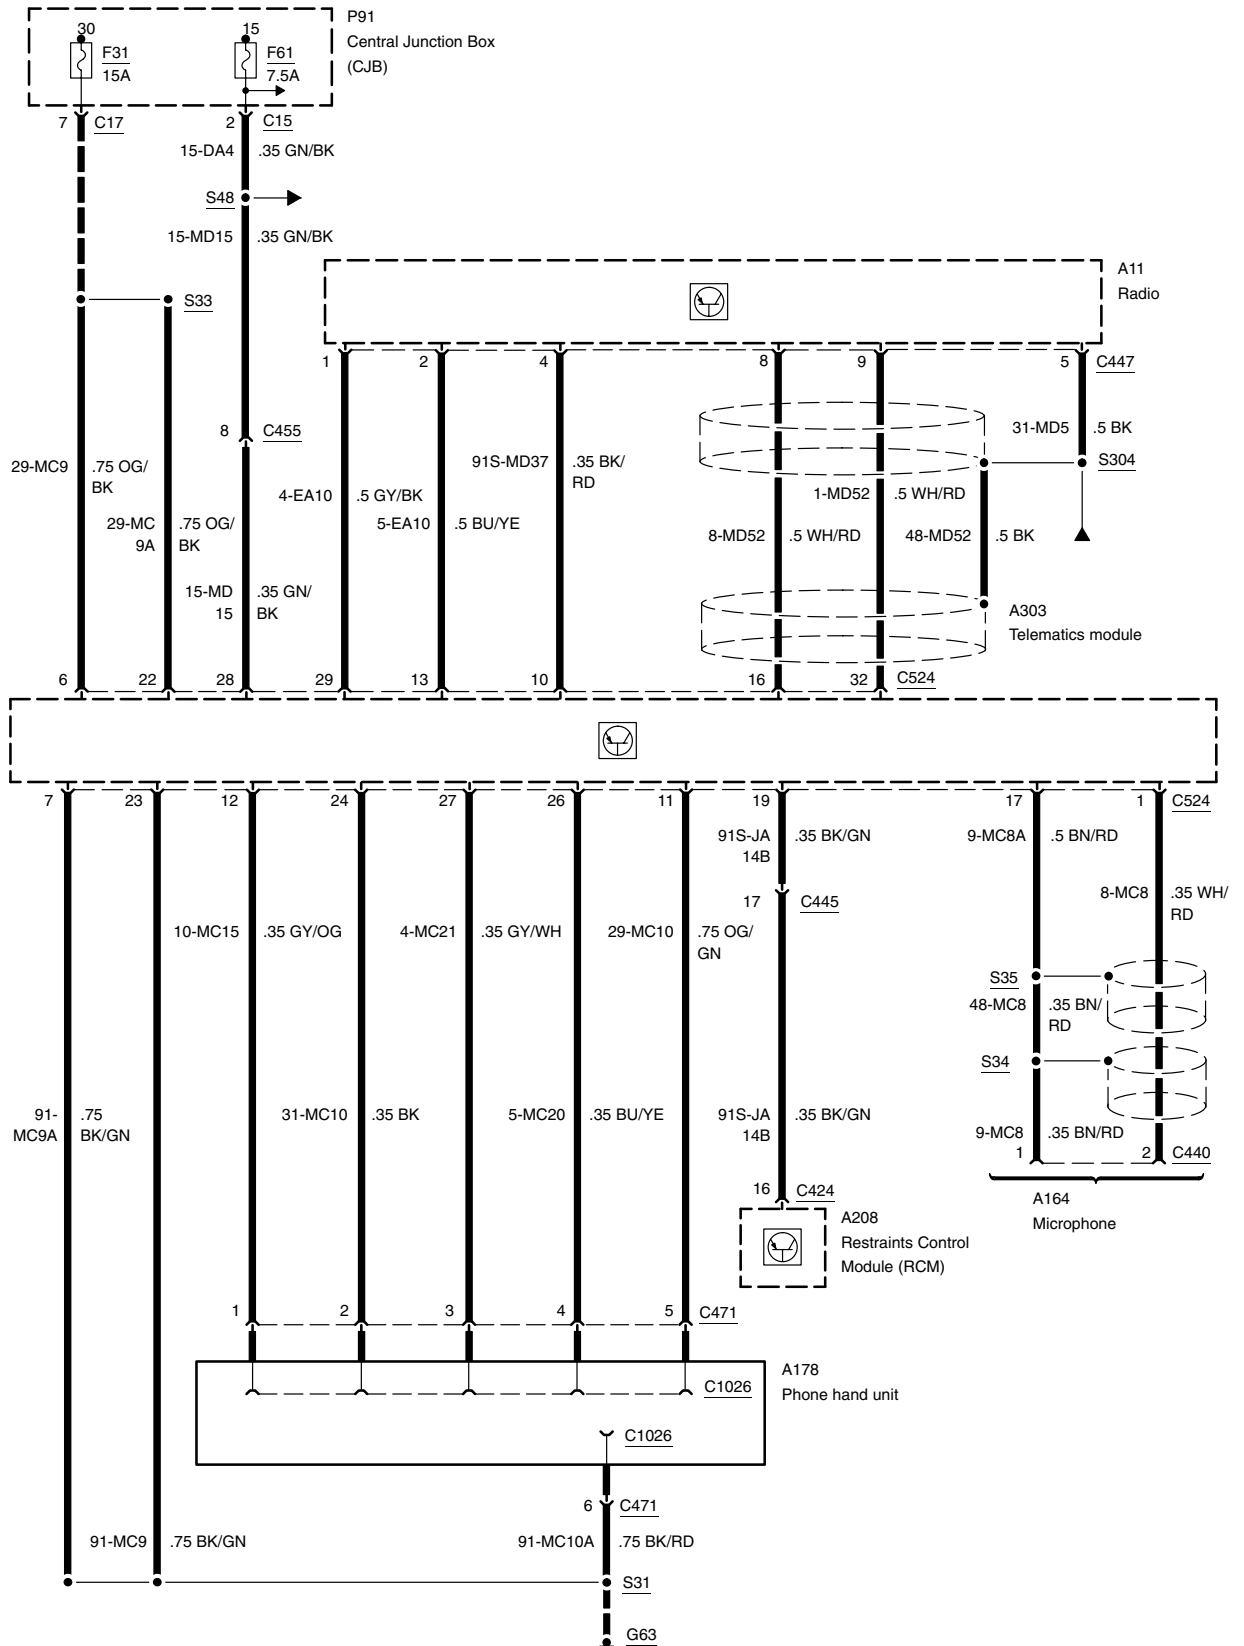 P91
Central Junction Box
(CJB)
30
F31
15A
15
F61
7.5A
7
C17
2
C15
15-DA4
.35 GN/BK
S48
15-MD15
.35 GN/BK
S33
A11
Radio
1
2
4
8
9
5
C447
8
C455
29-MC9
.75 OG/
BK
29-MC
9A
.75 OG/
BK
15-MD
15
.35 GN/
BK
4-EA10
.5 GY/BK
5-EA10
.5 BU/YE
91S-MD37
.35 BK/
RD
31-MD5
.5 BK
S304
1-MD52
.5 WH/RD
8-MD52
.5 WH/RD
48-MD52
.5 BK
A303
Telematics module
6
22
28
29
13
10
16
32
C524
7
23
12
24
27
26
11
19
17
1
C524
91S-JA
14B
.35 BK/GN
9-MC8A
.5 BN/RD
17
C445
8-MC8
.35 WH/
RD
10-MC15
.35 GY/OG
4-MC21
.35 GY/WH
29-MC10
.75 OG/
GN
S35
48-MC8
.35 BN/
RD
S34
91-
MC9A
.75
BK/GN
31-MC10
.35 BK
5-MC20
.35 BU/YE
91S-JA
14B
.35 BK/GN
9-MC8
.35 BN/RD
1
2
C440
A164
Microphone
16
C424
A208
Restraints Control
Module (RCM)
1
2
3
4
5
C471
A178
Phone hand unit
C1026
C1026
6
C471
91-MC9
.75 BK/GN
91-MC10A
.75 BK/RD
S31
G63